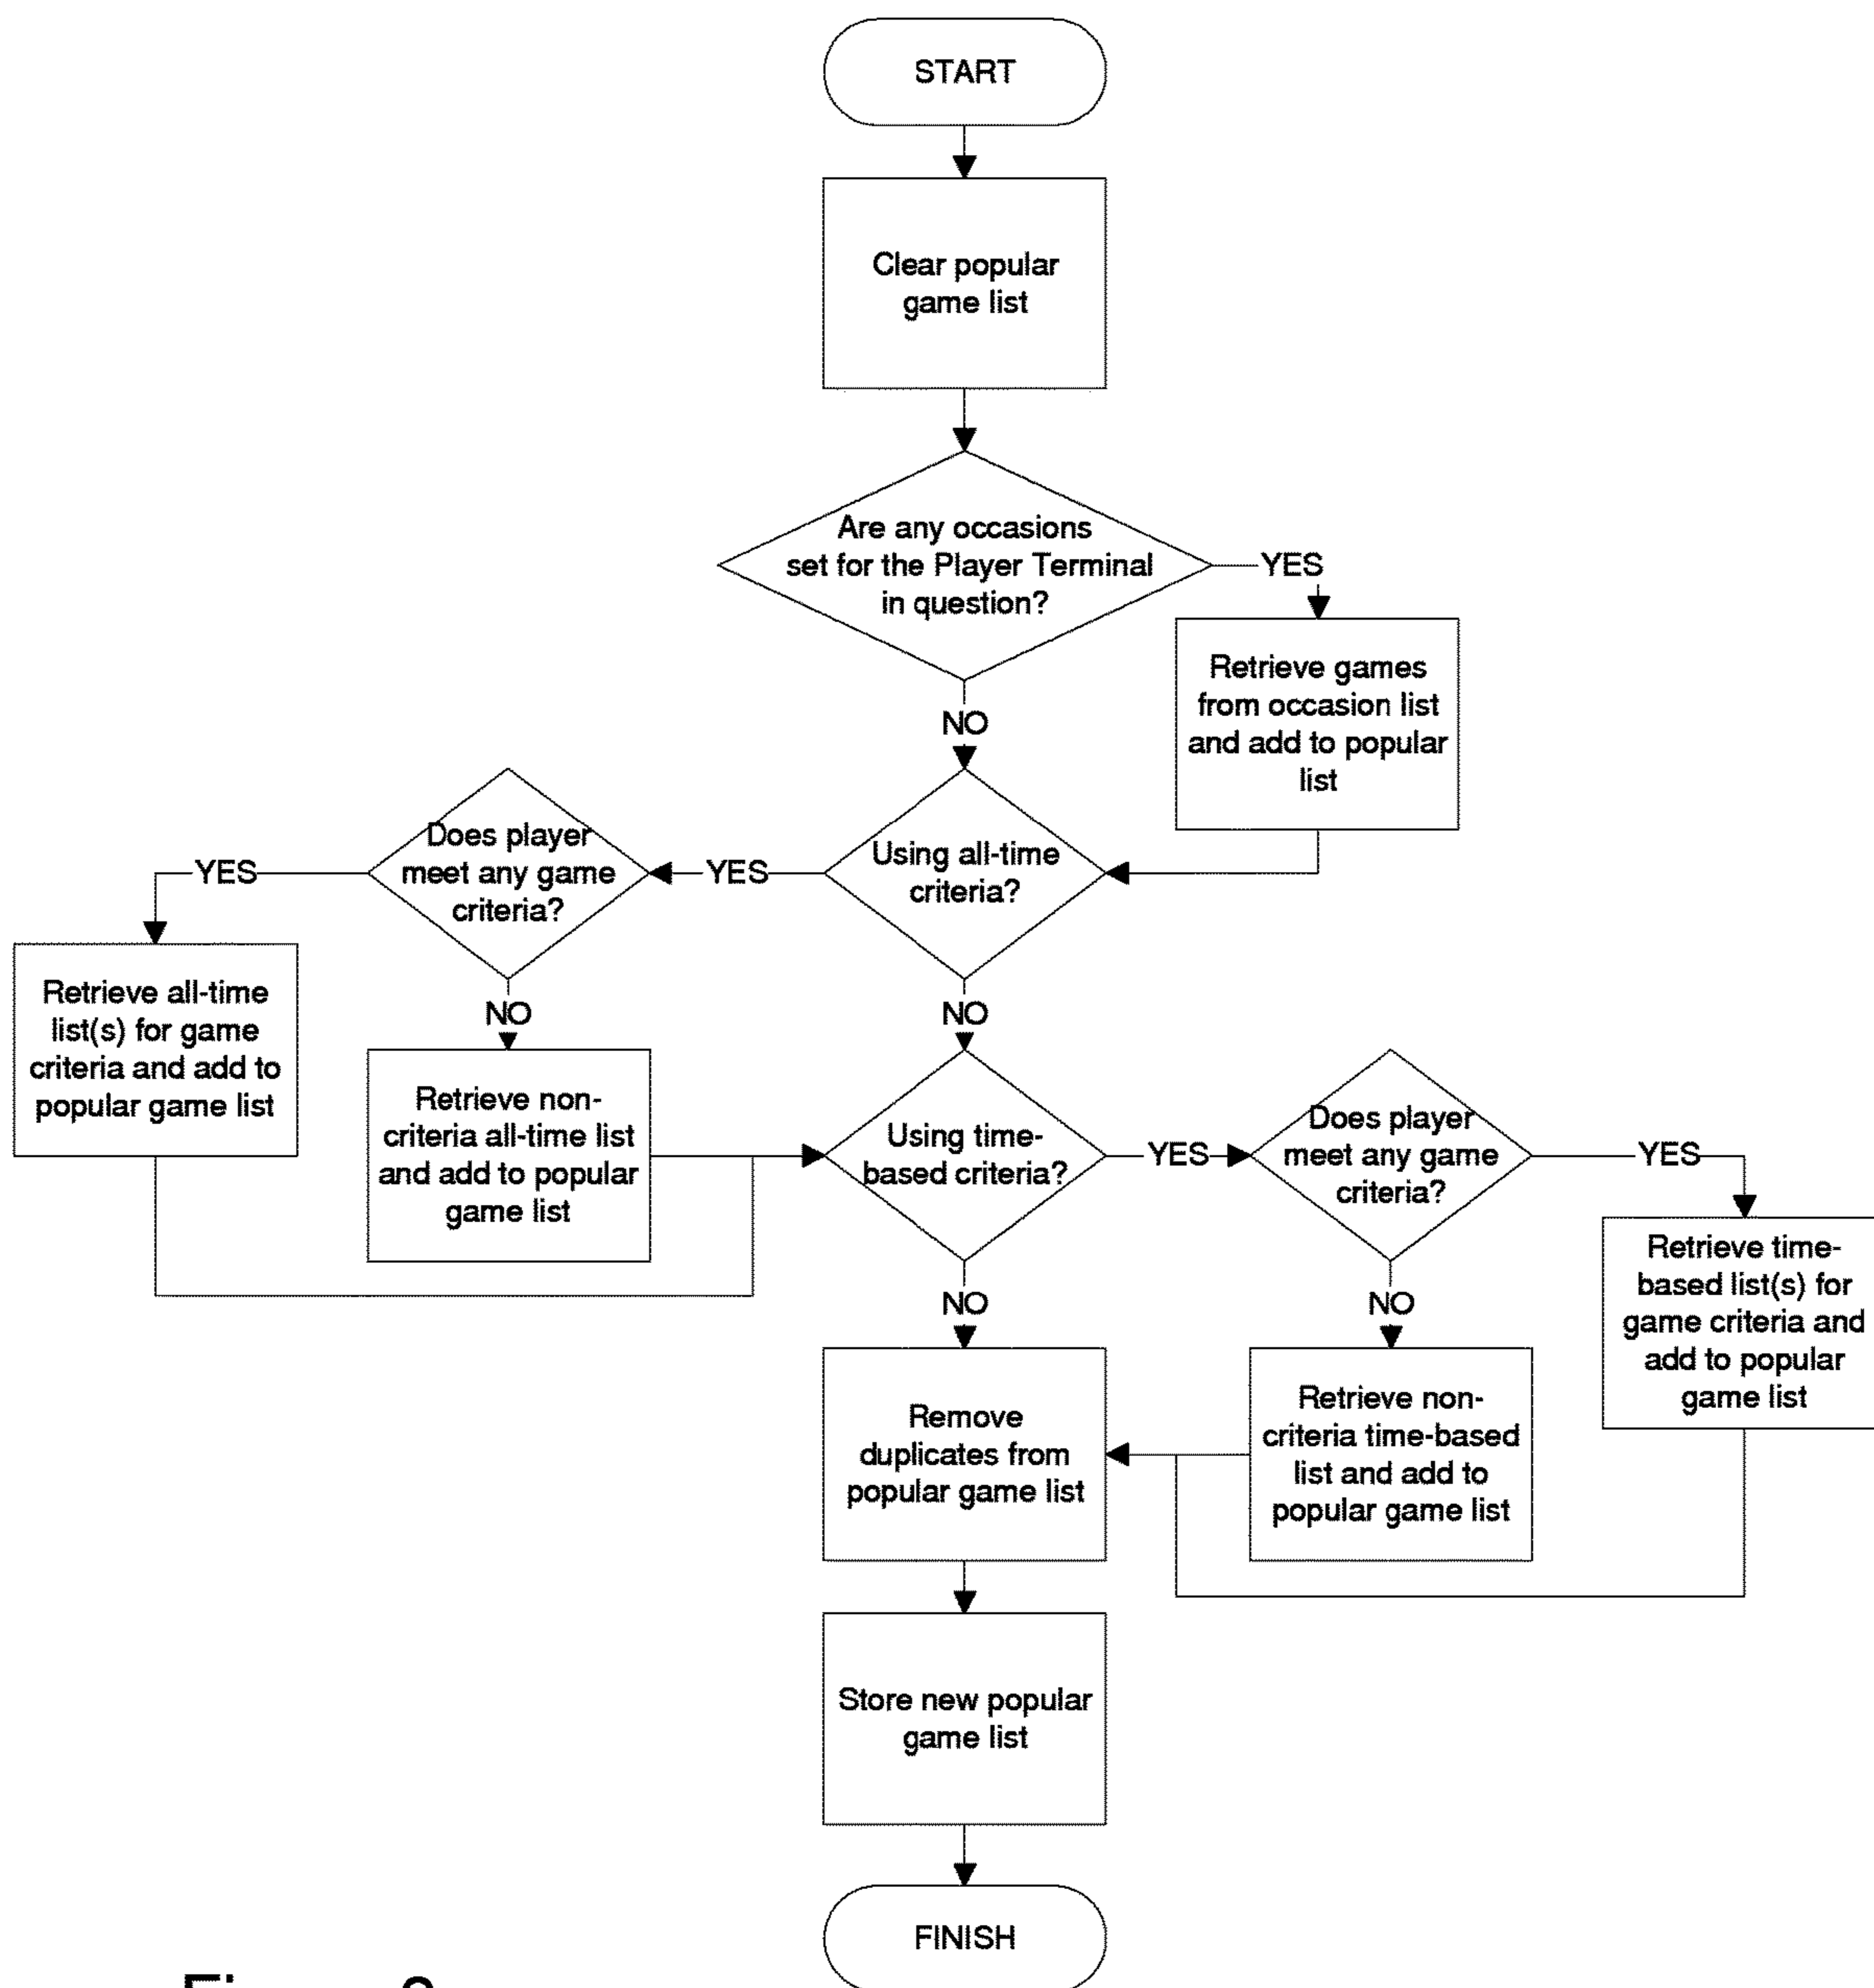 START
Clear popular
game list
Are any occasions
set for the Player Terminal
in question?
YES
Retrieve games
from occasion list
and add to popular
list
NO
Using all-time
criteria?
YES
Does player
meet any game
criteria?
YES
Retrieve all-time
list(s) for game
criteria and add to
popular game list
NO
Retrieve non-
criteria all-time list
and add to popular
game list
NO
Using time-
based criteria?
YES
Does player
meet any game
criteria?
YES
Retrieve time-
based list(s) for
game criteria and
add to popular
game list
NO
Retrieve non-
criteria time-based
list and add to
popular game list
NO
Remove
duplicates from
popular game list
Store new popular
game list
FINISH